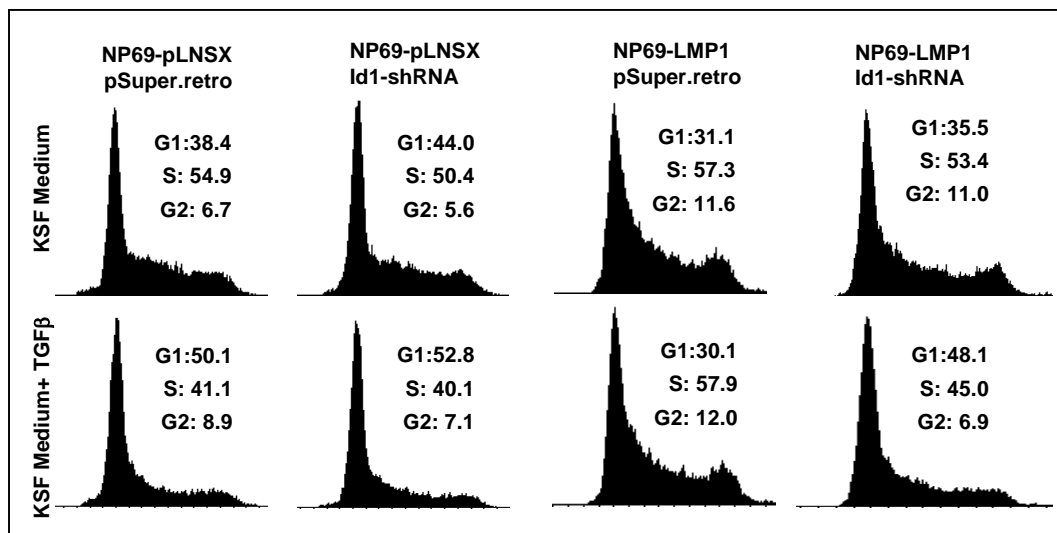 NP69-pLNSX
pSuper.retro
NP69-pLNSX
Id1-shRNA
NP69-LMP1
pSuper.retro
NP69-LMP1
Id1-shRNA
KSF Medium
G1:38.4
S: 54.9
G2: 6.7
G1:44.0
S: 50.4
G2: 5.6
G1:31.1
S: 57.3
G2: 11.6
G1:35.5
S: 53.4
G2: 11.0
KSF Medium+ TGFβ
G1:50.1
S: 41.1
G2: 8.9
G1:52.8
S: 40.1
G2: 7.1
G1:30.1
S: 57.9
G2: 12.0
G1:48.1
S: 45.0
G2: 6.9